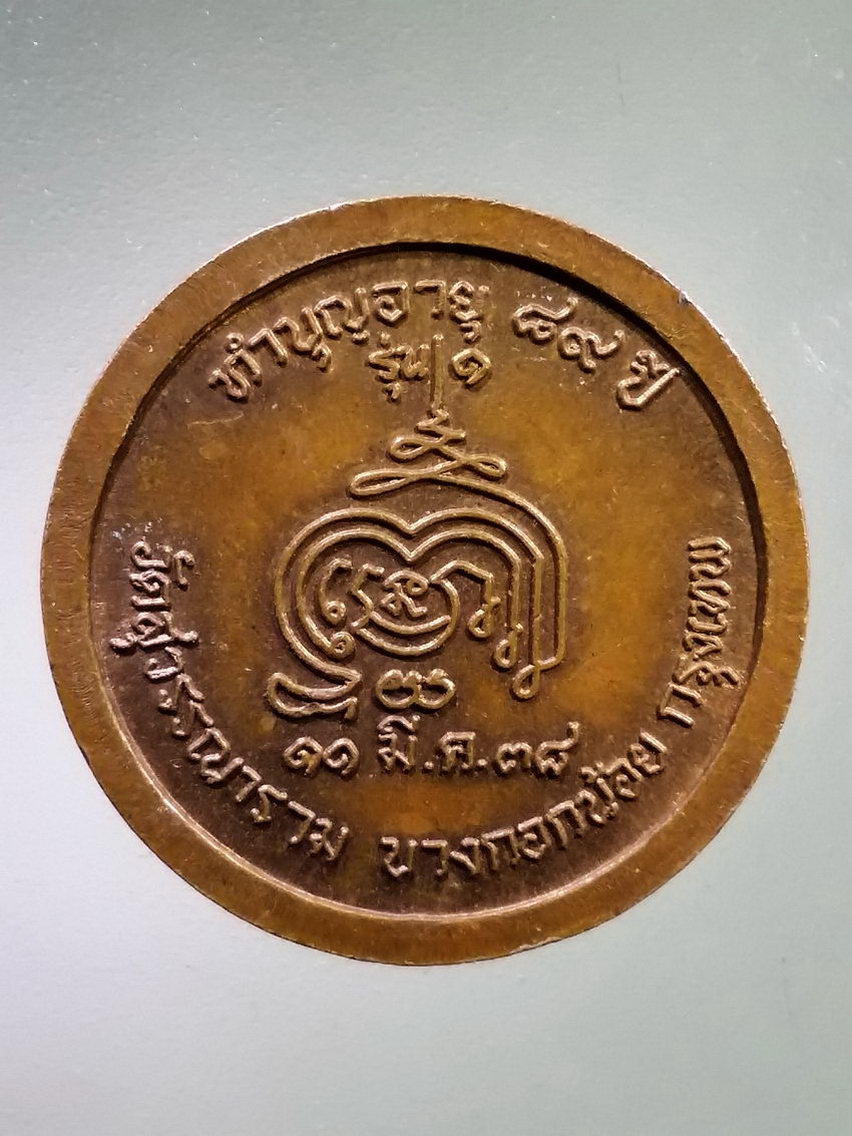 ทำบุญอายุ ๘๙ ปี
รุ่น ๑
๑๑ มี.ค.๓๘
วัดสุวรรณาราม บางกอกน้อย กรุงเทพ